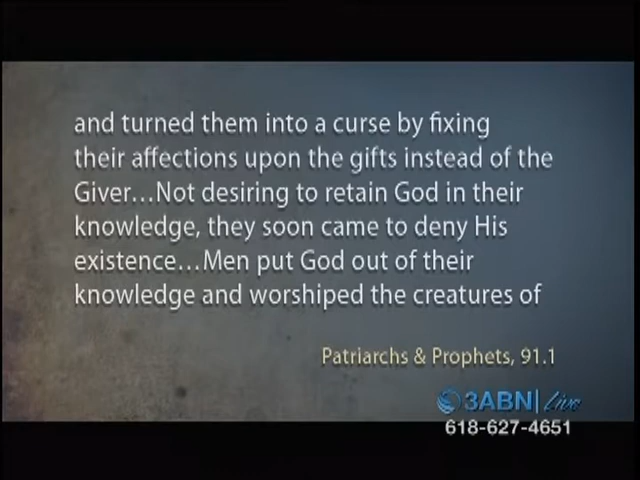 and turned them into a curse by fixing
their affections upon the gifts instead of the
Giver...Not desiring to retain God in their
knowledge, they soon came to deny His
existence...Men put God out of their
knowledge and worshiped the creatures of
Patriarchs & Prophets, 91.1
3ABN| Live
618-627-4651